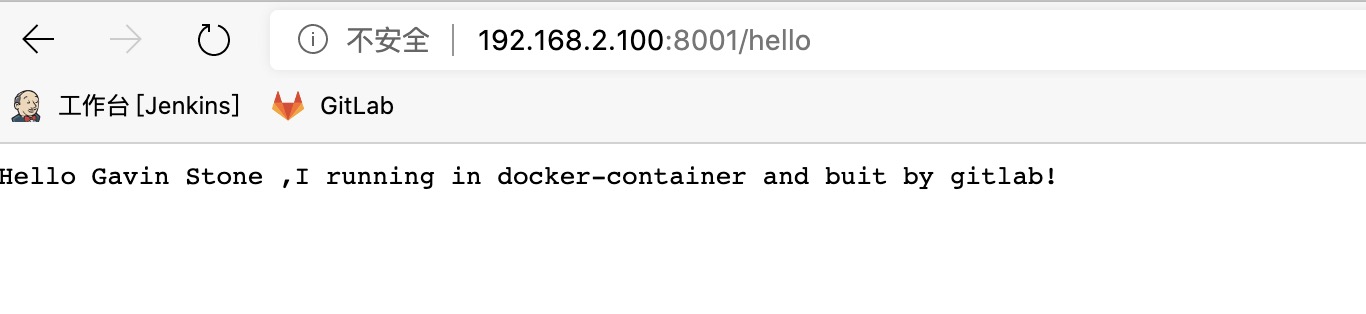 不安全 192.168.2.100:8001/hello
工作台 [Jenkins] GitLab
Hello Gavin Stone ,I running in docker-container and buit by gitlab!